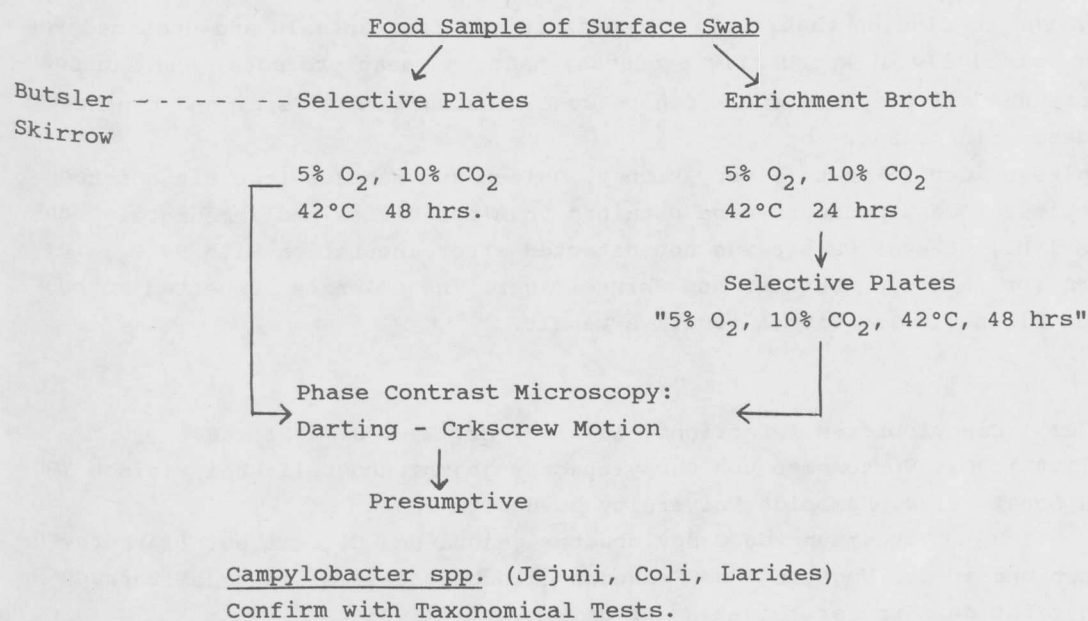 Food Sample of Surface Swab
Butsler - - - - - - - Selective Plates Enrichment Broth
Skirrow
5% O₂, 10% CO₂ 5% O₂, 10% CO₂
42°C 48 hrs. 42°C 24 hrs
Selective Plates
"5% O₂, 10% CO₂, 42°C, 48 hrs"
Phase Contrast Microscopy:
Darting - Crkscrew Motion
Presumptive
Campylobacter spp. (Jejuni, Coli, Larides)
Confirm with Taxonomical Tests.